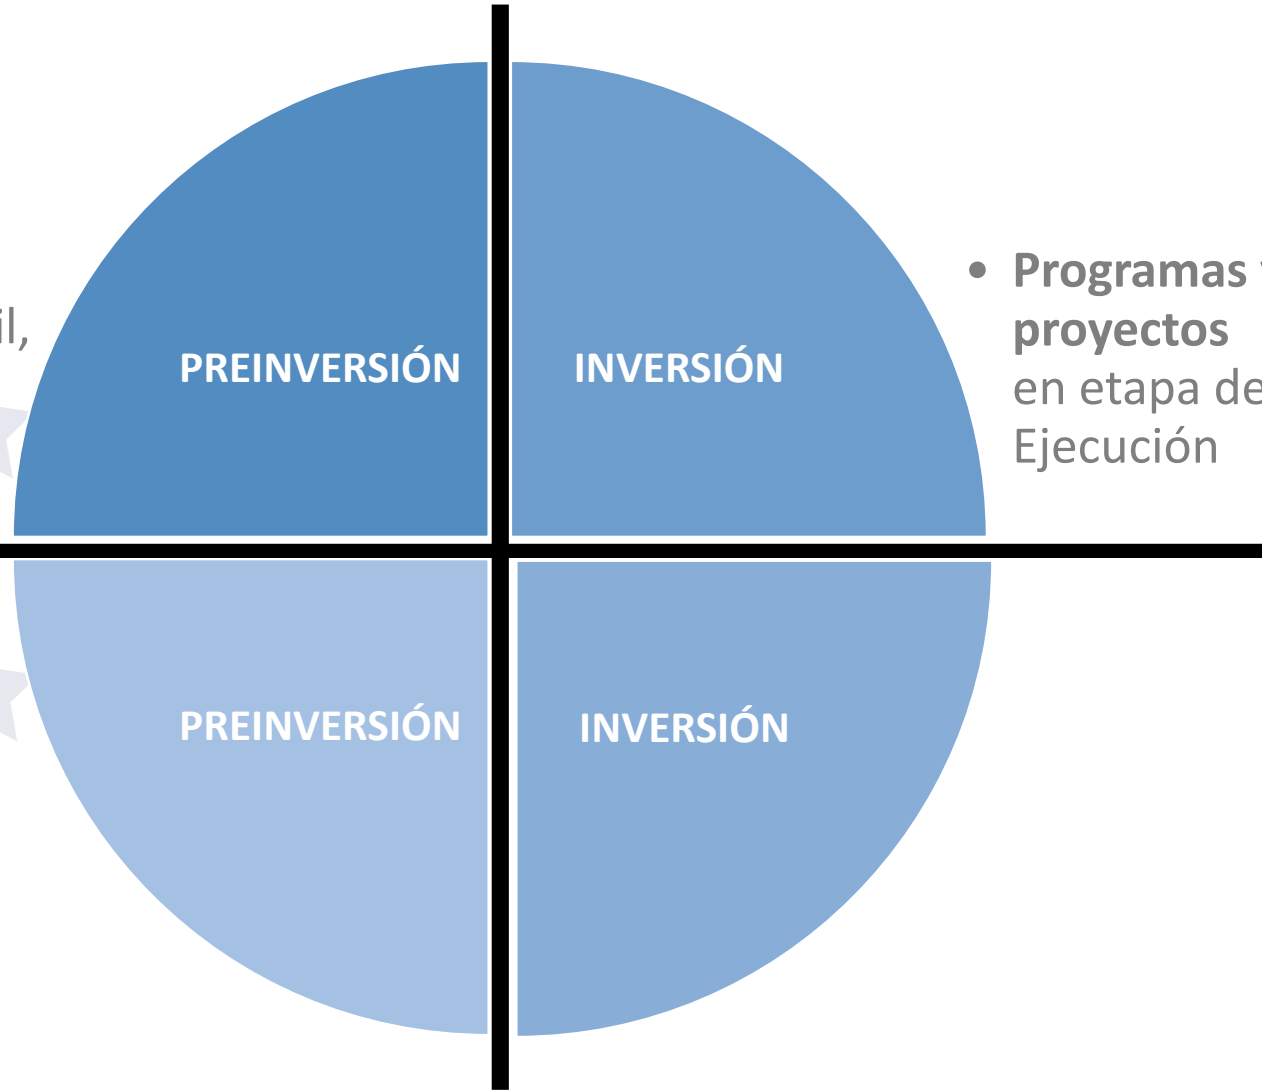 • Programas
proyectos
en etapa de
Ejecución
PREINVERSIÓN
INVERSIÓN
PREINVERSIÓN
INVERSIÓN